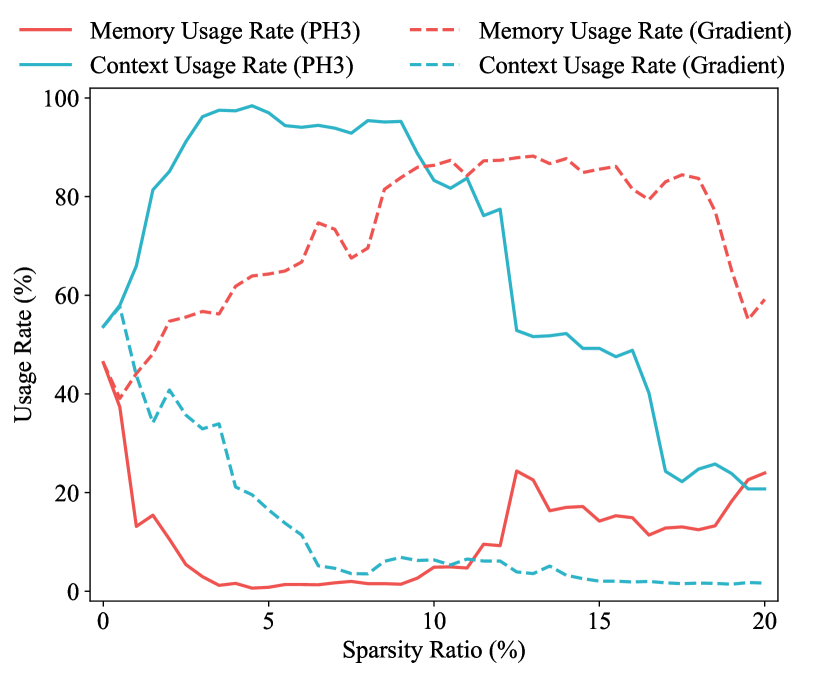 Memory Usage Rate (PH3)
Memory Usage Rate (Gradient)
Context Usage Rate (PH3)
Context Usage Rate (Gradient)
100
80
60
40
20
0
Usage Rate (%)
0
5
10
15
20
Sparsity Ratio (%)